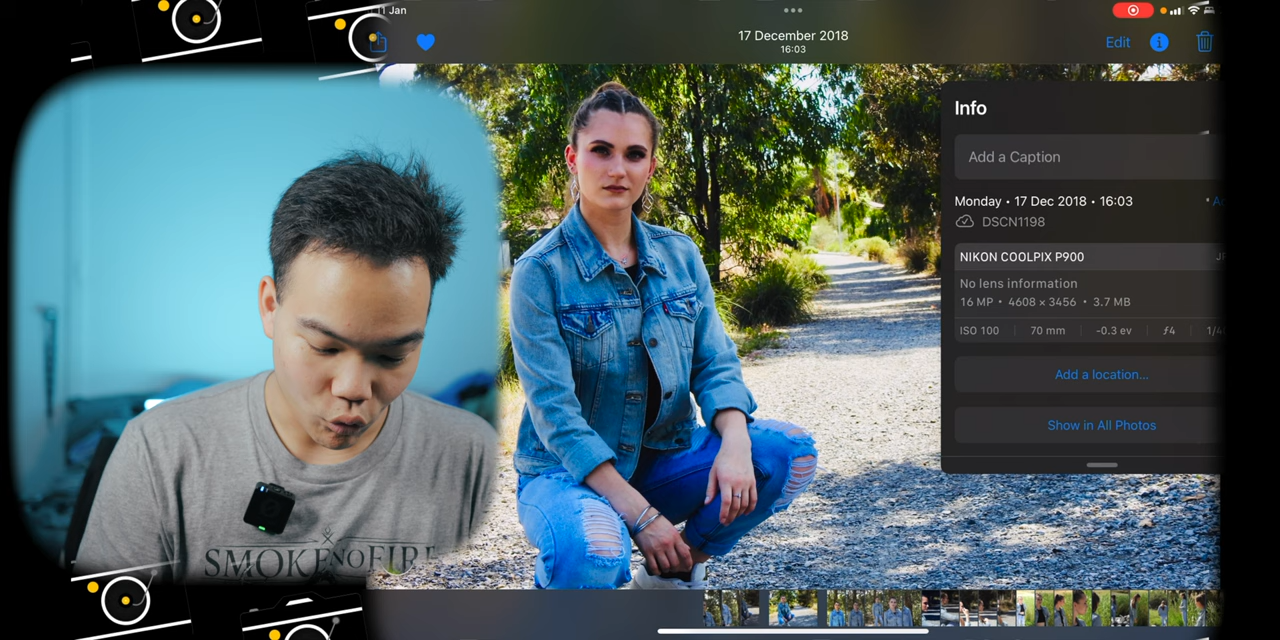 11 Jan
17 December 2018
16:03
Edit
Info
Add a Caption
Monday • 17 Dec 2018 • 16:03
DSCN1198
NIKON COOLPIX P900
No lens information
16 MP • 4608 × 3456 • 3.7 MB
ISO 100 | 70 mm | -0.3 ev | ƒ4
Add a location...
Show in All Photos
SMOKE NO FIRE